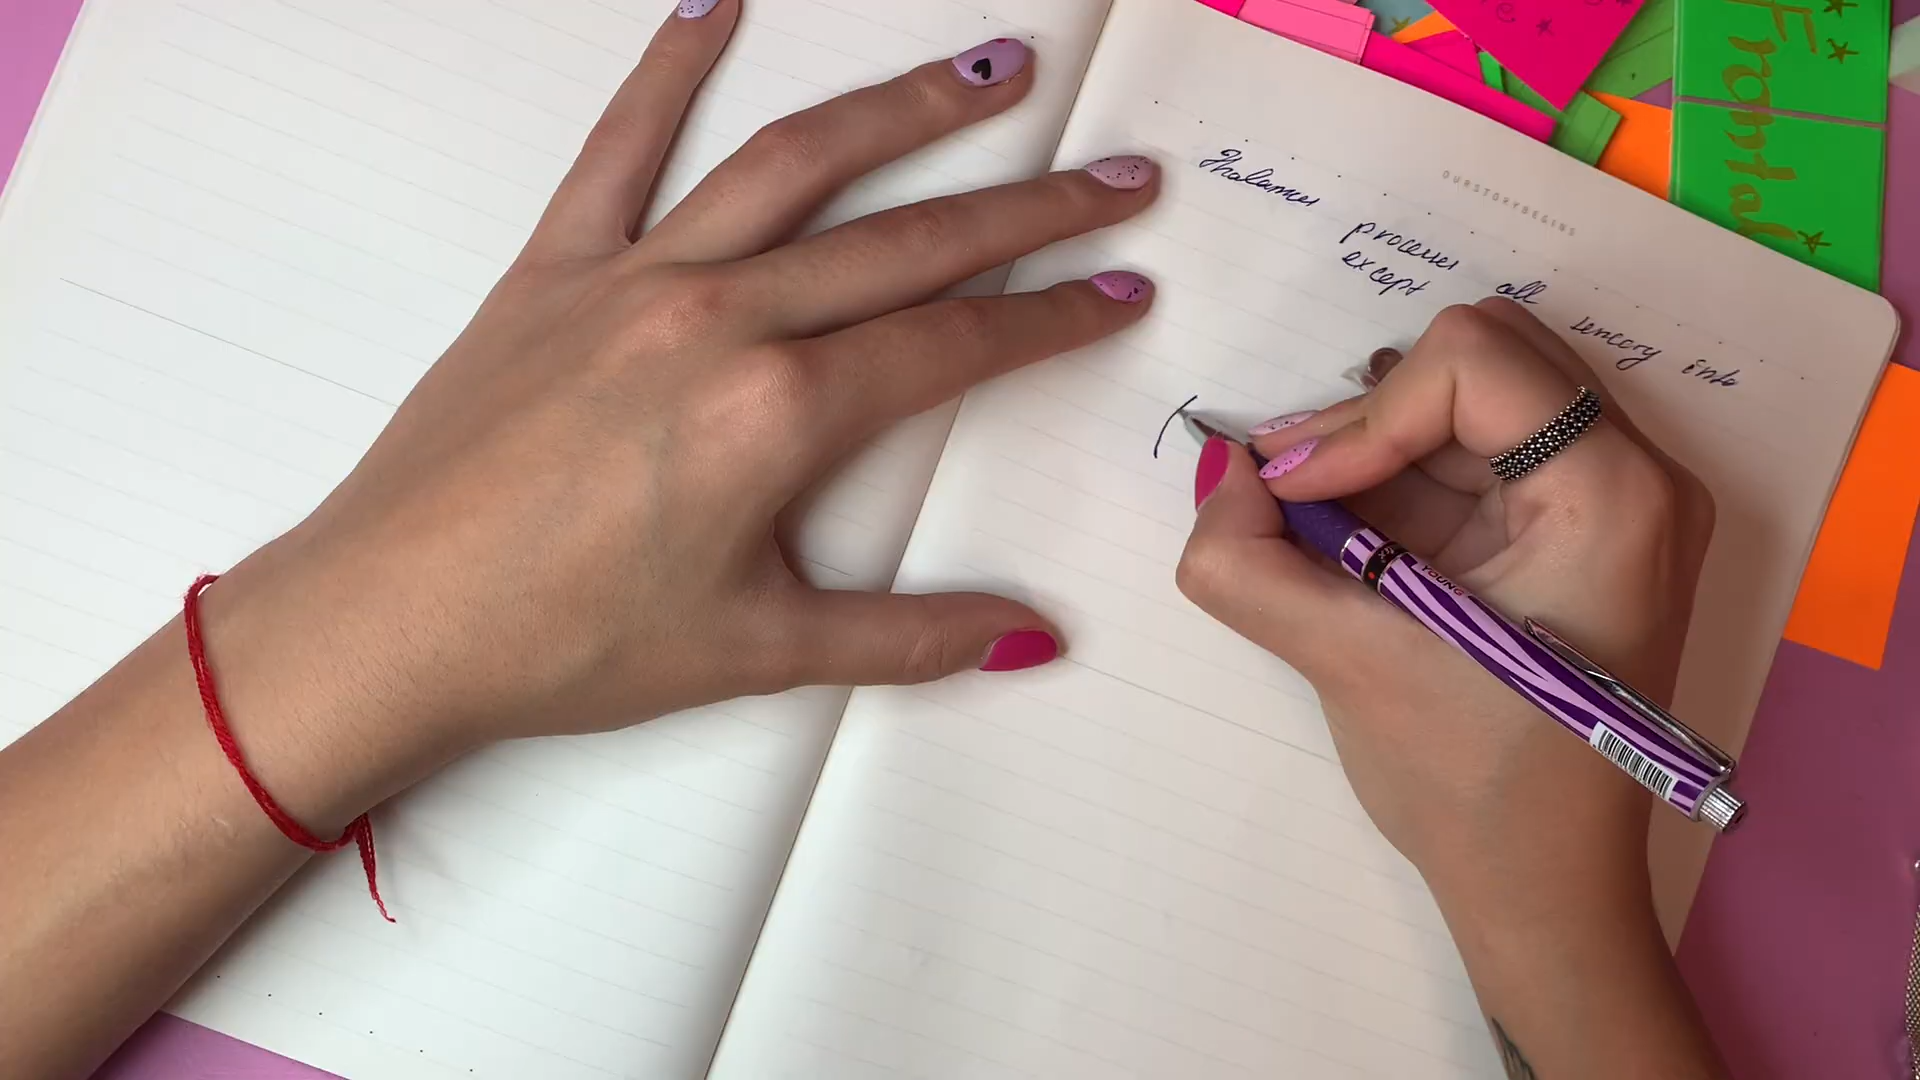 OURSTORYBEGINS
Thalamus processes all sensory info
except
Frontal
YOUNG